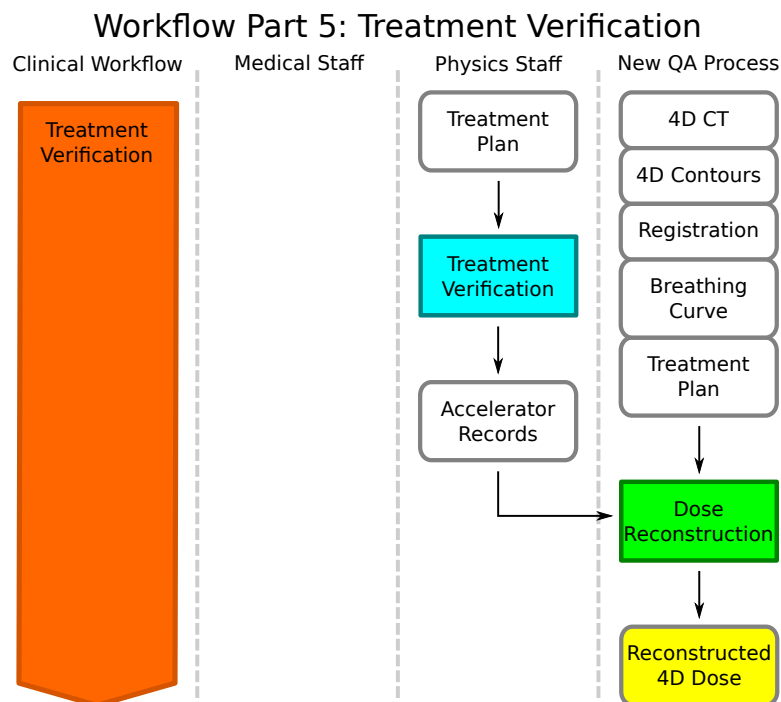 Workflow Part 5: Treatment Verification
Clinical Workflow
Medical Staff
Physics Staff
New QA Process
Treatment
Verification
Treatment
Plan
Treatment
Verification
Accelerator
Records
4D CT
4D Contours
Registration
Breathing
Curve
Treatment
Plan
Dose
Reconstruction
Reconstructed
4D Dose